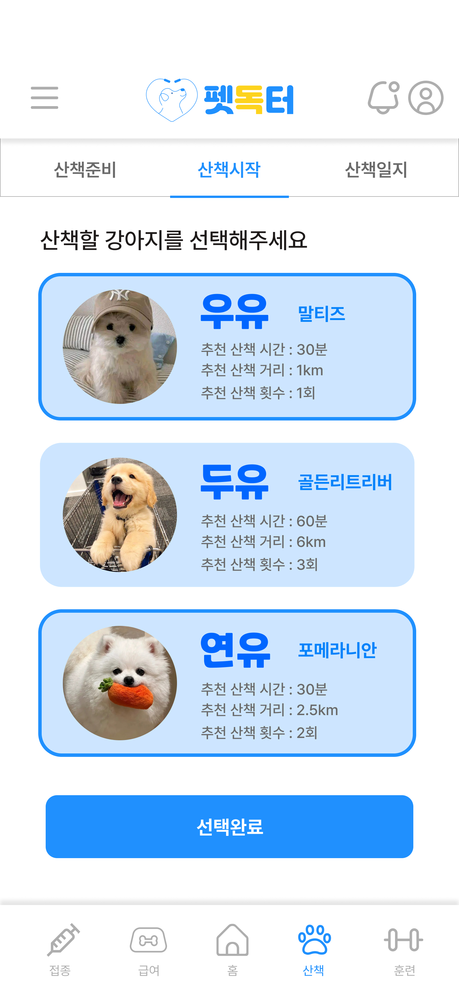 펫독터
산책준비 산책시작 산책일지
산책할 강아지를 선택해주세요
NY
우유 말티즈
추천 산책 시간 : 30분
추천 산책 거리 : 1km
추천 산책 횟수 : 1회
두유 골든리트리버
추천 산책 시간 : 60분
추천 산책 거리 : 6km
추천 산책 횟수 : 3회
연유 포메라니안
추천 산책 시간 : 30분
추천 산책 거리 : 2.5km
추천 산책 횟수 : 2회
선택완료
접종 급여 홈 산책 훈련